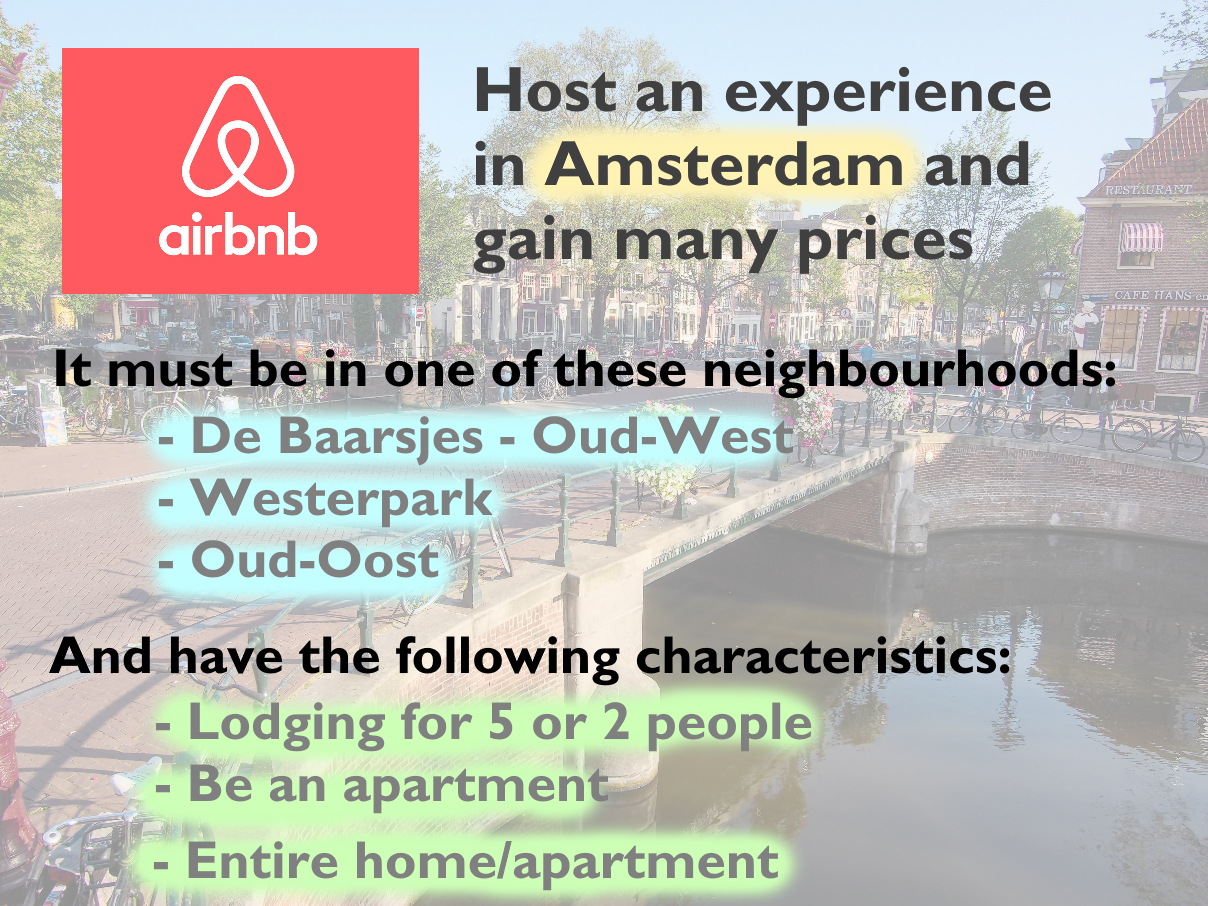 airbnb
Host an experience
in Amsterdam and
gain many prices
RESTAURANT
CAFE HANS en
It must be in one of these neighbourhoods:
- De Baarsjes - Oud-West
- Westerpark
- Oud-Oost
And have the following characteristics:
- Lodging for 5 or 2 people
- Be an apartment
- Entire home/apartment